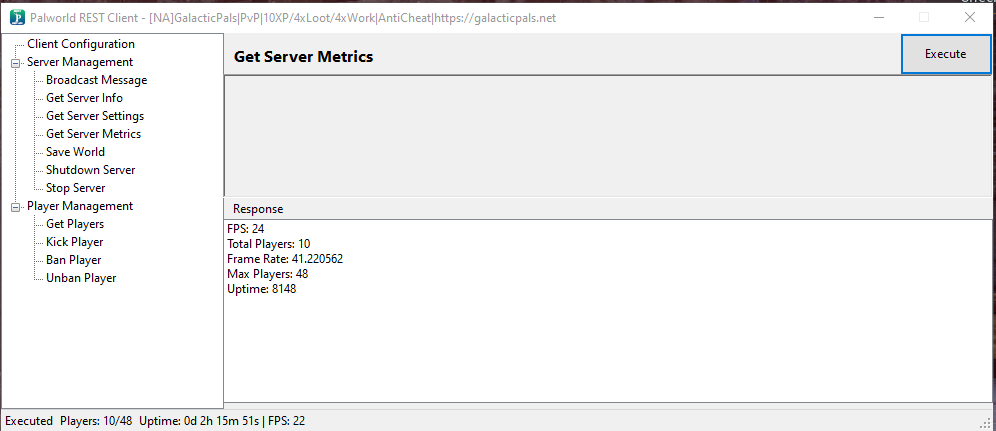 Palworld REST Client - [NA]GalacticPals|PvP|10XP/4xLoot/4xWork|AntiCheat|https://galacticpals.net
Client Configuration
Server Management
Broadcast Message
Get Server Info
Get Server Settings
Get Server Metrics
Save World
Shutdown Server
Stop Server
Player Management
Get Players
Kick Player
Ban Player
Unban Player
Get Server Metrics
Execute
Response
FPS: 24
Total Players: 10
Frame Rate: 41.220562
Max Players: 48
Uptime: 8148
Executed Players: 10/48 Uptime: 0d 2h 15m 51s | FPS: 22